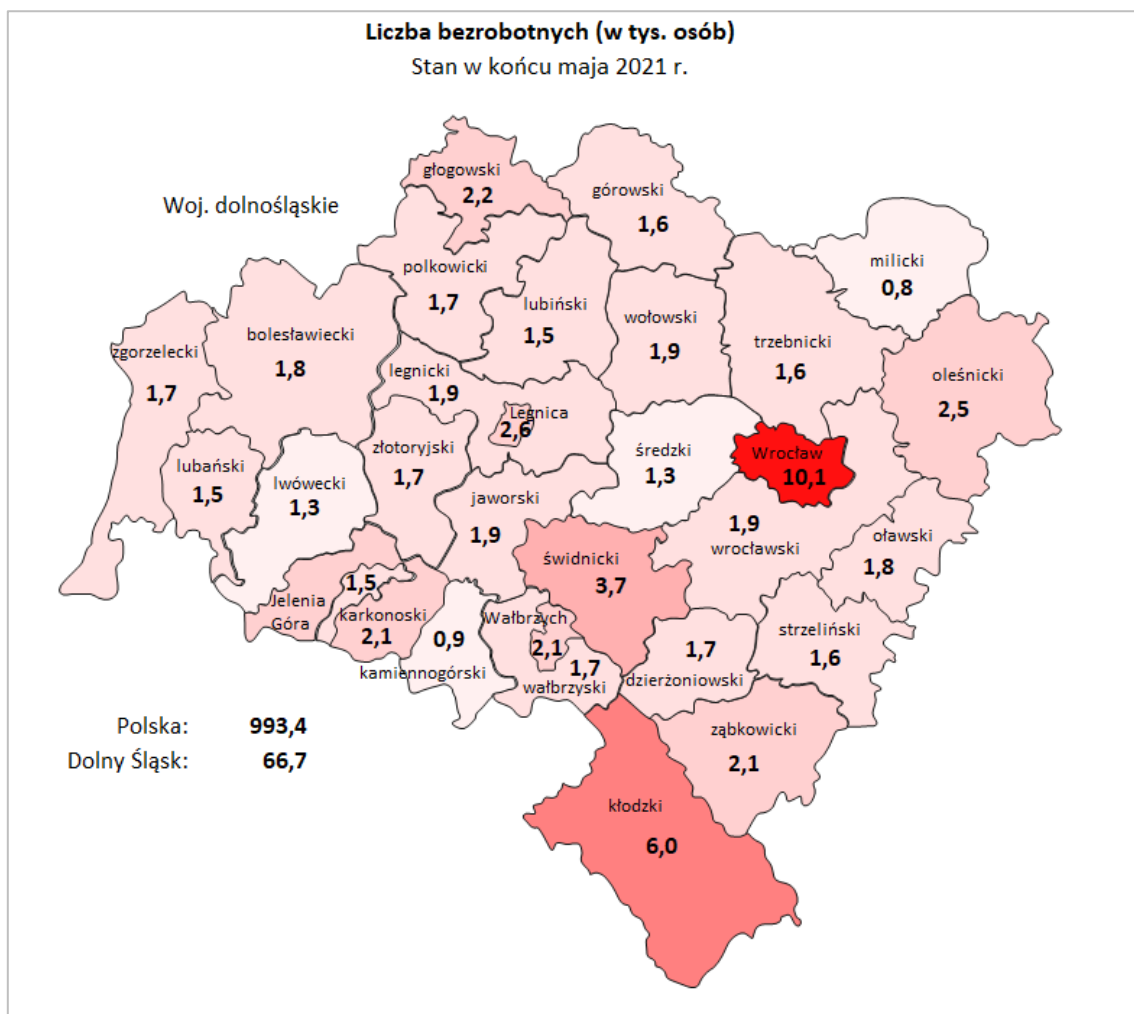 Liczba bezrobotnych (w tys. osób)
Stan w końcu maja 2021 r.
Woj. dolnośląskie
głogowski
2,2
górowski
1,6
milicki
0,8
polkowicki
1,7
lubiński
1,5
wołowski
1,9
trzebnicki
1,6
oleśnicki
2,5
zgorzelecki
1,7
bolesławiecki
1,8
legnicki
1,9
Legnica
2,6
złotoryjski
1,7
lubański
1,5
lwówecki
1,3
jaworski
1,9
średzki
1,3
Wrocław
10,1
1,9
wrocławski
oławski
1,8
świdnicki
3,7
1,5
Jelenia
Góra
karkonoski
2,1
0,9
kamiennogórski
Wałbrzych
2,1
1,7
wałbrzyski
1,7
dzierżoniowski
strzeliński
1,6
ząbkowicki
2,1
kłodzki
6,0
Polska: 993,4
Dolny Śląsk: 66,7